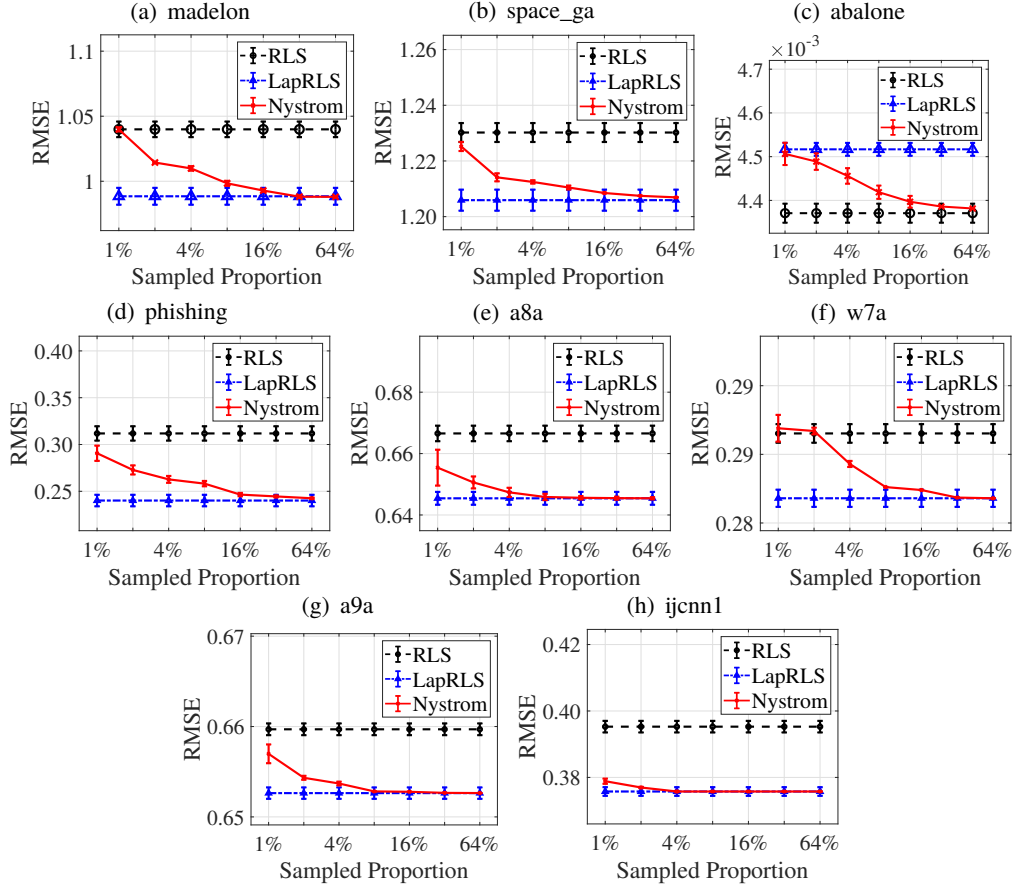 (a) madelon
1.1
1.05
1
RMSE
RLS
LapRLS
Nystrom
1% 4% 16% 64%
Sampled Proportion
(b) space_ga
1.26
1.24
1.22
1.20
RMSE
RLS
LapRLS
Nystrom
1% 4% 16% 64%
Sampled Proportion
(c) abalone
×10⁻³
4.7
4.6
4.5
4.4
RMSE
RLS
LapRLS
Nystrom
1% 4% 16% 64%
Sampled Proportion
(d) phishing
0.40
0.35
0.30
0.25
RMSE
RLS
LapRLS
Nystrom
1% 4% 16% 64%
Sampled Proportion
(e) a8a
0.68
0.66
0.64
RMSE
RLS
LapRLS
Nystrom
1% 4% 16% 64%
Sampled Proportion
(f) w7a
0.29
0.29
0.28
RMSE
RLS
LapRLS
Nystrom
1% 4% 16% 64%
Sampled Proportion
(g) a9a
0.67
0.66
0.65
RMSE
RLS
LapRLS
Nystrom
1% 4% 16% 64%
Sampled Proportion
(h) ijcnn1
0.42
0.40
0.38
RMSE
RLS
LapRLS
Nystrom
1% 4% 16% 64%
Sampled Proportion